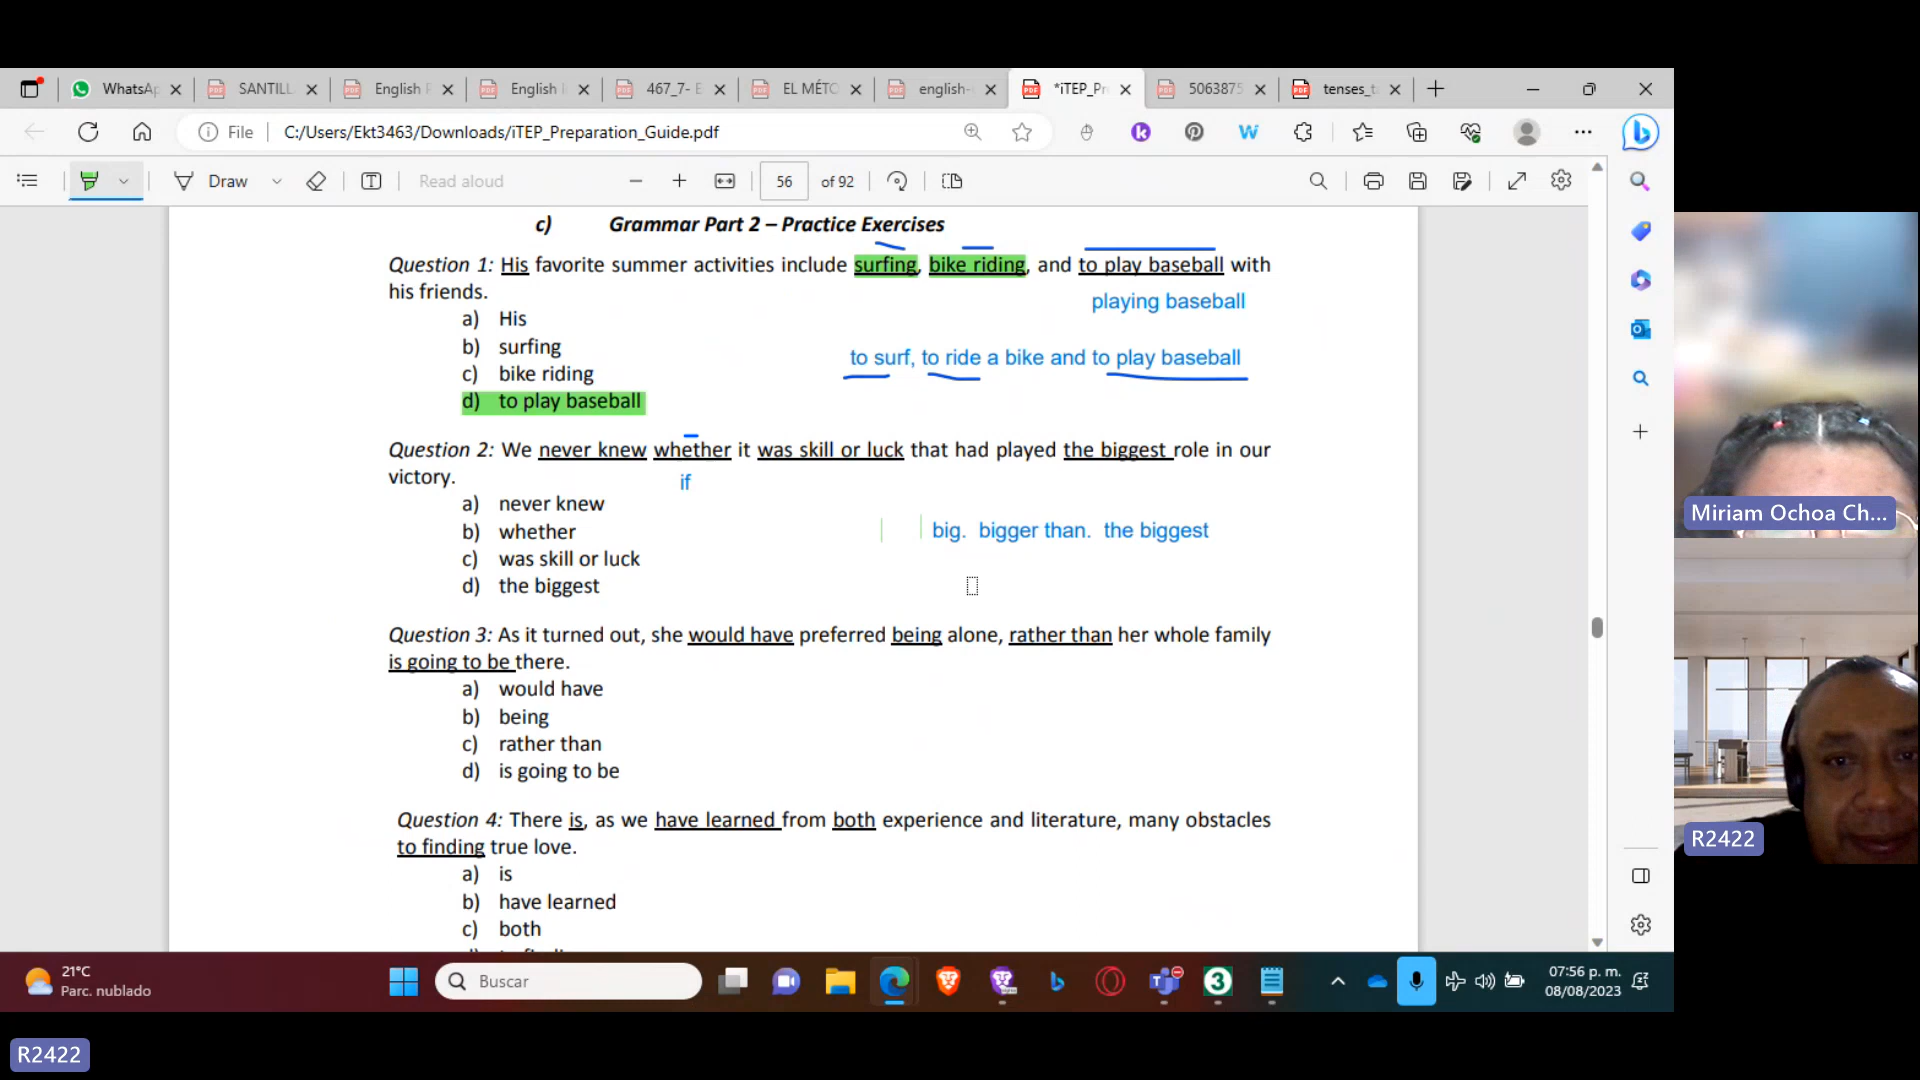 WhatsAp
SANTILL
English F
English I
467_7- E
EL MÉTO
english-
*iTEP_Pr
5063875
tenses_t
File
C:/Users/Ekt3463/Downloads/iTEP_Preparation_Guide.pdf
Draw
Read aloud
56
of 92
c) Grammar Part 2 – Practice Exercises
Question 1: His favorite summer activities include surfing, bike riding, and to play baseball with
his friends.
playing baseball
a) His
b) surfing
to surf, to ride a bike and to play baseball
c) bike riding
d) to play baseball
Question 2: We never knew whether it was skill or luck that had played the biggest role in our
victory.
if
a) never knew
b) whether
big. bigger than. the biggest
c) was skill or luck
d) the biggest
Question 3: As it turned out, she would have preferred being alone, rather than her whole family
is going to be there.
a) would have
b) being
c) rather than
d) is going to be
Question 4: There is, as we have learned from both experience and literature, many obstacles
to finding true love.
a) is
b) have learned
c) both
Miriam Ochoa Ch...
R2422
21°C
Parc. nublado
Buscar
07:56 p. m.
08/08/2023
R2422